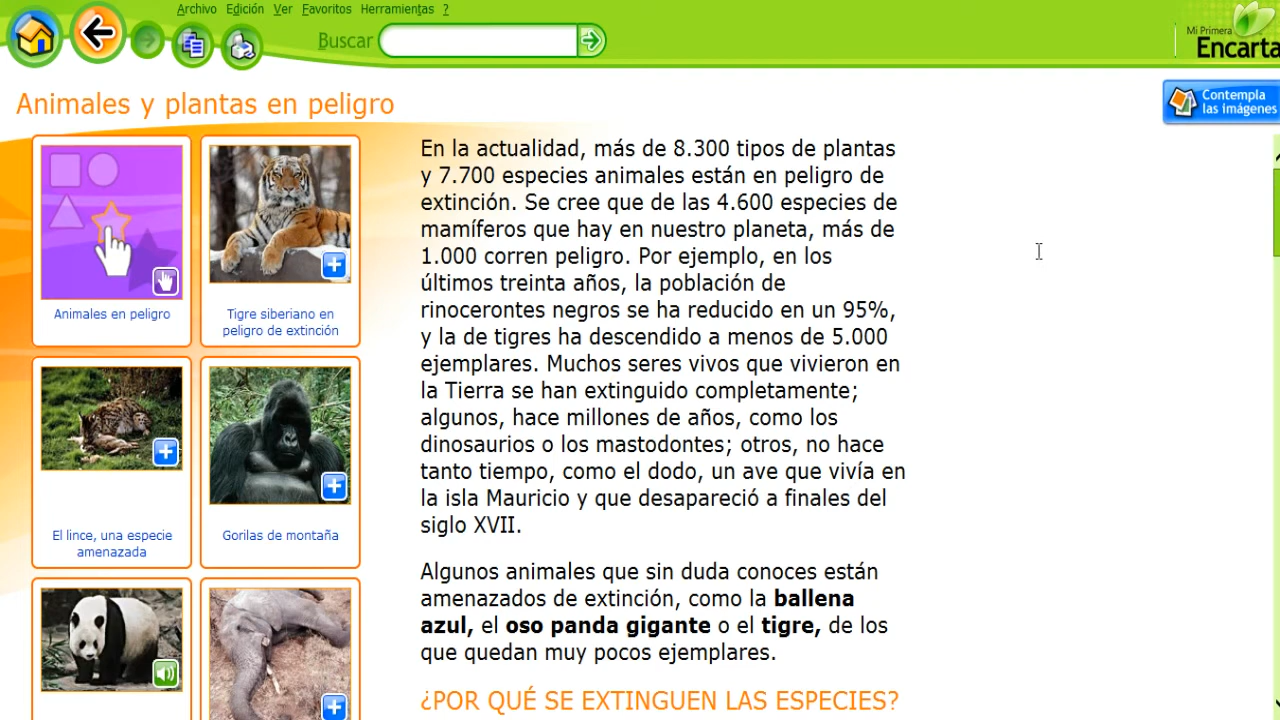 Archivo Edición Ver Favoritos Herramientas ?
Buscar
Mi Primera
Encarta
Animales y plantas en peligro
Contempla
las imágenes
Animales en peligro
Tigre siberiano en
peligro de extinción
El lince, una especie
amenazada
Gorilas de montaña
En la actualidad, más de 8.300 tipos de plantas
y 7.700 especies animales están en peligro de
extinción. Se cree que de las 4.600 especies de
mamíferos que hay en nuestro planeta, más de
1.000 corren peligro. Por ejemplo, en los
últimos treinta años, la población de
rinocerontes negros se ha reducido en un 95%,
y la de tigres ha descendido a menos de 5.000
ejemplares. Muchos seres vivos que vivieron en
la Tierra se han extinguido completamente;
algunos, hace millones de años, como los
dinosaurios o los mastodontes; otros, no hace
tanto tiempo, como el dodo, un ave que vivía en
la isla Mauricio y que desapareció a finales del
siglo XVII.
Algunos animales que sin duda conoces están
amenazados de extinción, como la ballena
azul, el oso panda gigante o el tigre, de los
que quedan muy pocos ejemplares.
¿POR QUÉ SE EXTINGUEN LAS ESPECIES?